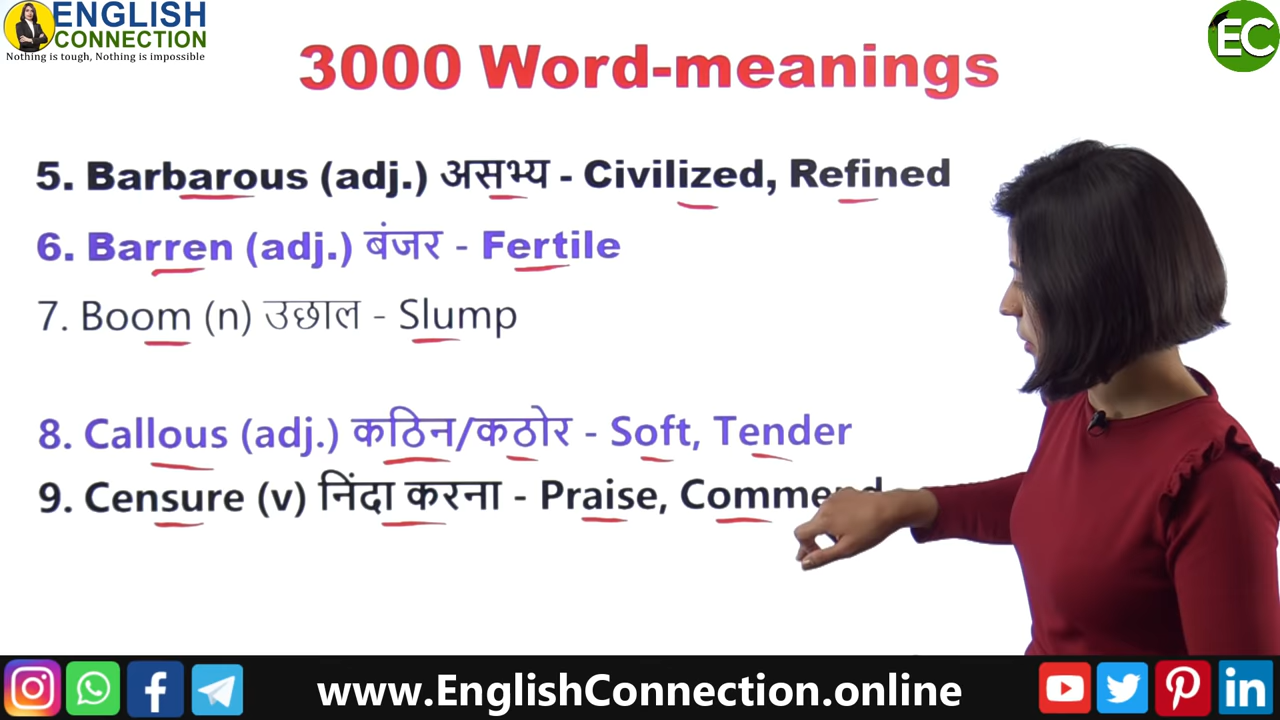 ENGLISH
CONNECTION
Nothing is tough, Nothing is impossible
EC
3000 Word-meanings
5. Barbarous (adj.) असभ्य - Civilized, Refined
6. Barren (adj.) बंजर - Fertile
7. Boom (n) उछाल - Slump
8. Callous (adj.) कठिन/कठोर - Soft, Tender
9. Censure (v) निंदा करना - Praise, Commend
www.EnglishConnection.online